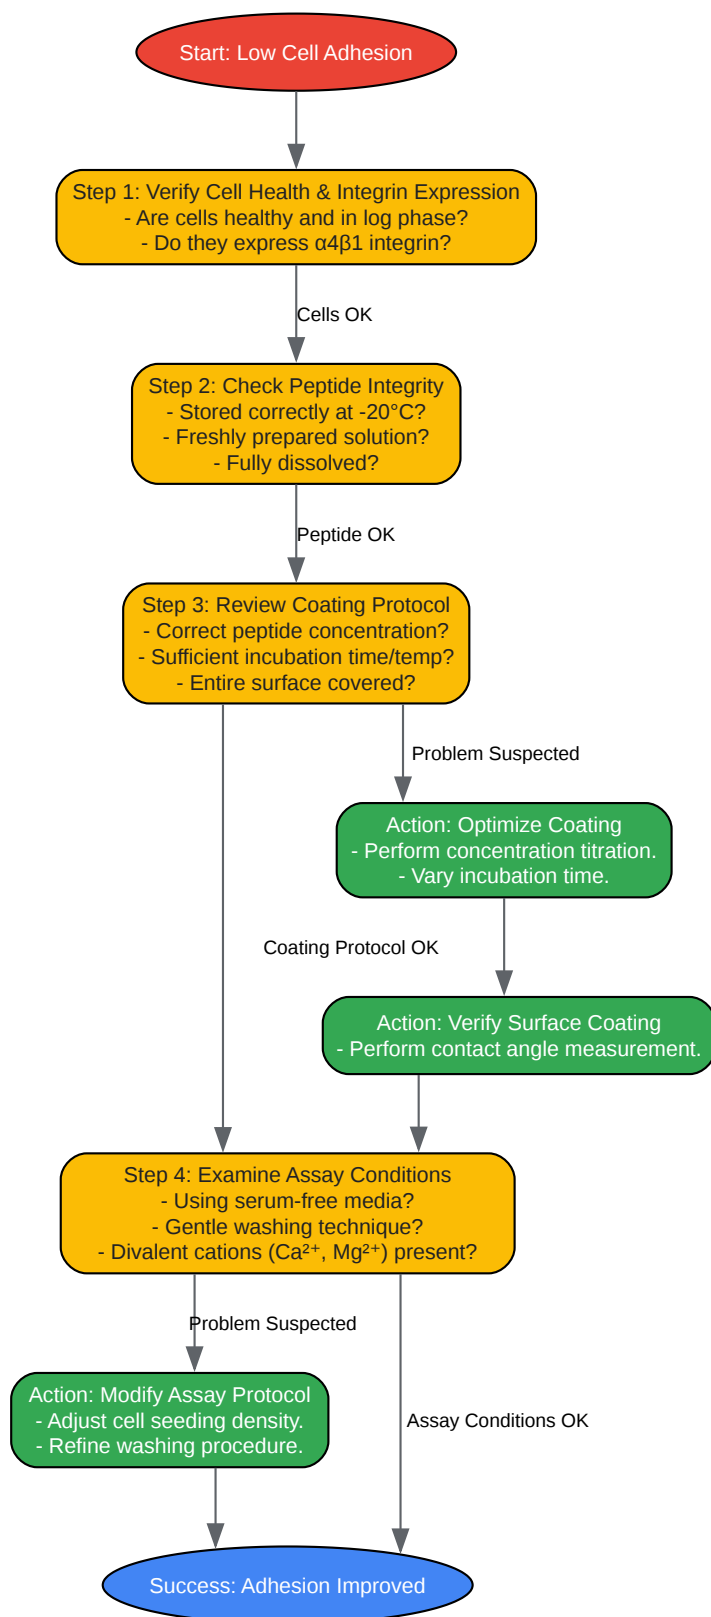 Start: Low Cell Adhesion
Step 1: Verify Cell Health & Integrin Expression
- Are cells healthy and in log phase?
- Do they express α4β1 integrin?
Cells OK
Step 2: Check Peptide Integrity
- Stored correctly at -20°C?
- Freshly prepared solution?
- Fully dissolved?
Peptide OK
Step 3: Review Coating Protocol
- Correct peptide concentration?
- Sufficient incubation time/temp?
- Entire surface covered?
Problem Suspected
Action: Optimize Coating
- Perform concentration titration.
- Vary incubation time.
Coating Protocol OK
Action: Verify Surface Coating
- Perform contact angle measurement.
Step 4: Examine Assay Conditions
- Using serum-free media?
- Gentle washing technique?
- Divalent cations (Ca²⁺, Mg²⁺) present?
Problem Suspected
Action: Modify Assay Protocol
- Adjust cell seeding density.
- Refine washing procedure.
Assay Conditions OK
Success: Adhesion Improved